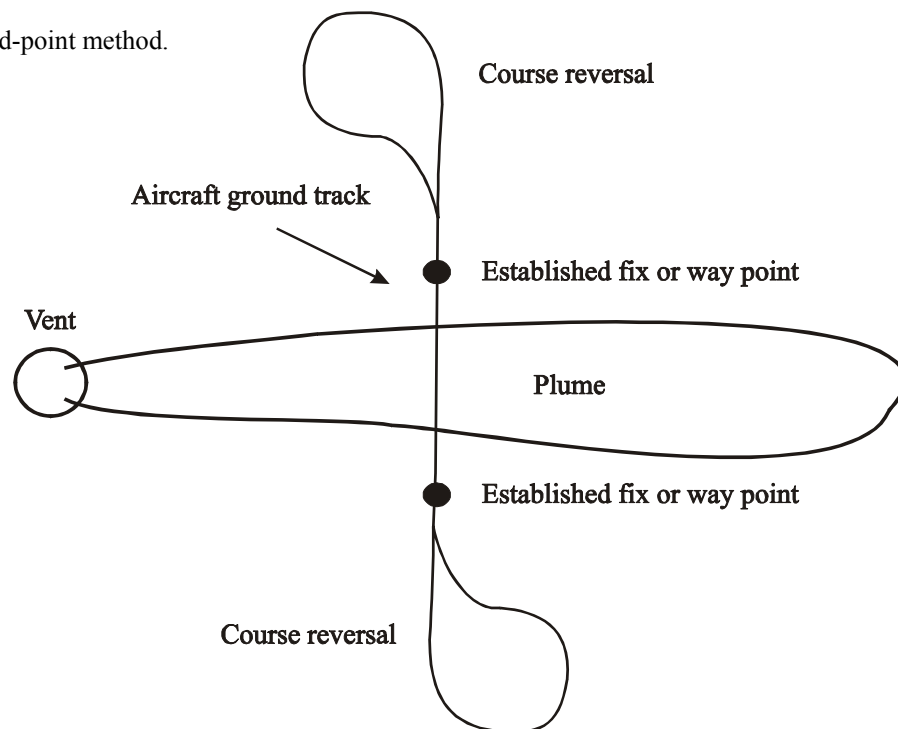 d-point method.
Course reversal
Aircraft ground track
Established fix or way point
Vent
Plume
Established fix or way point
Course reversal